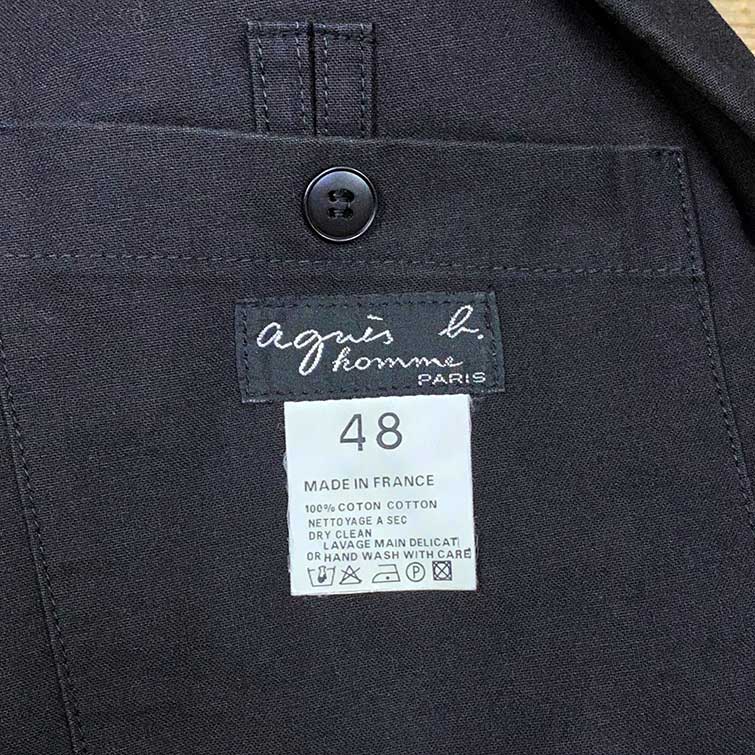 agnès b.
homme
PARIS
48
MADE IN FRANCE
100% COTON COTTON
NETTOYAGE A SEC
DRY CLEAN
LAVAGE MAIN DELICAT
OR HAND WASH WITH CARE
P